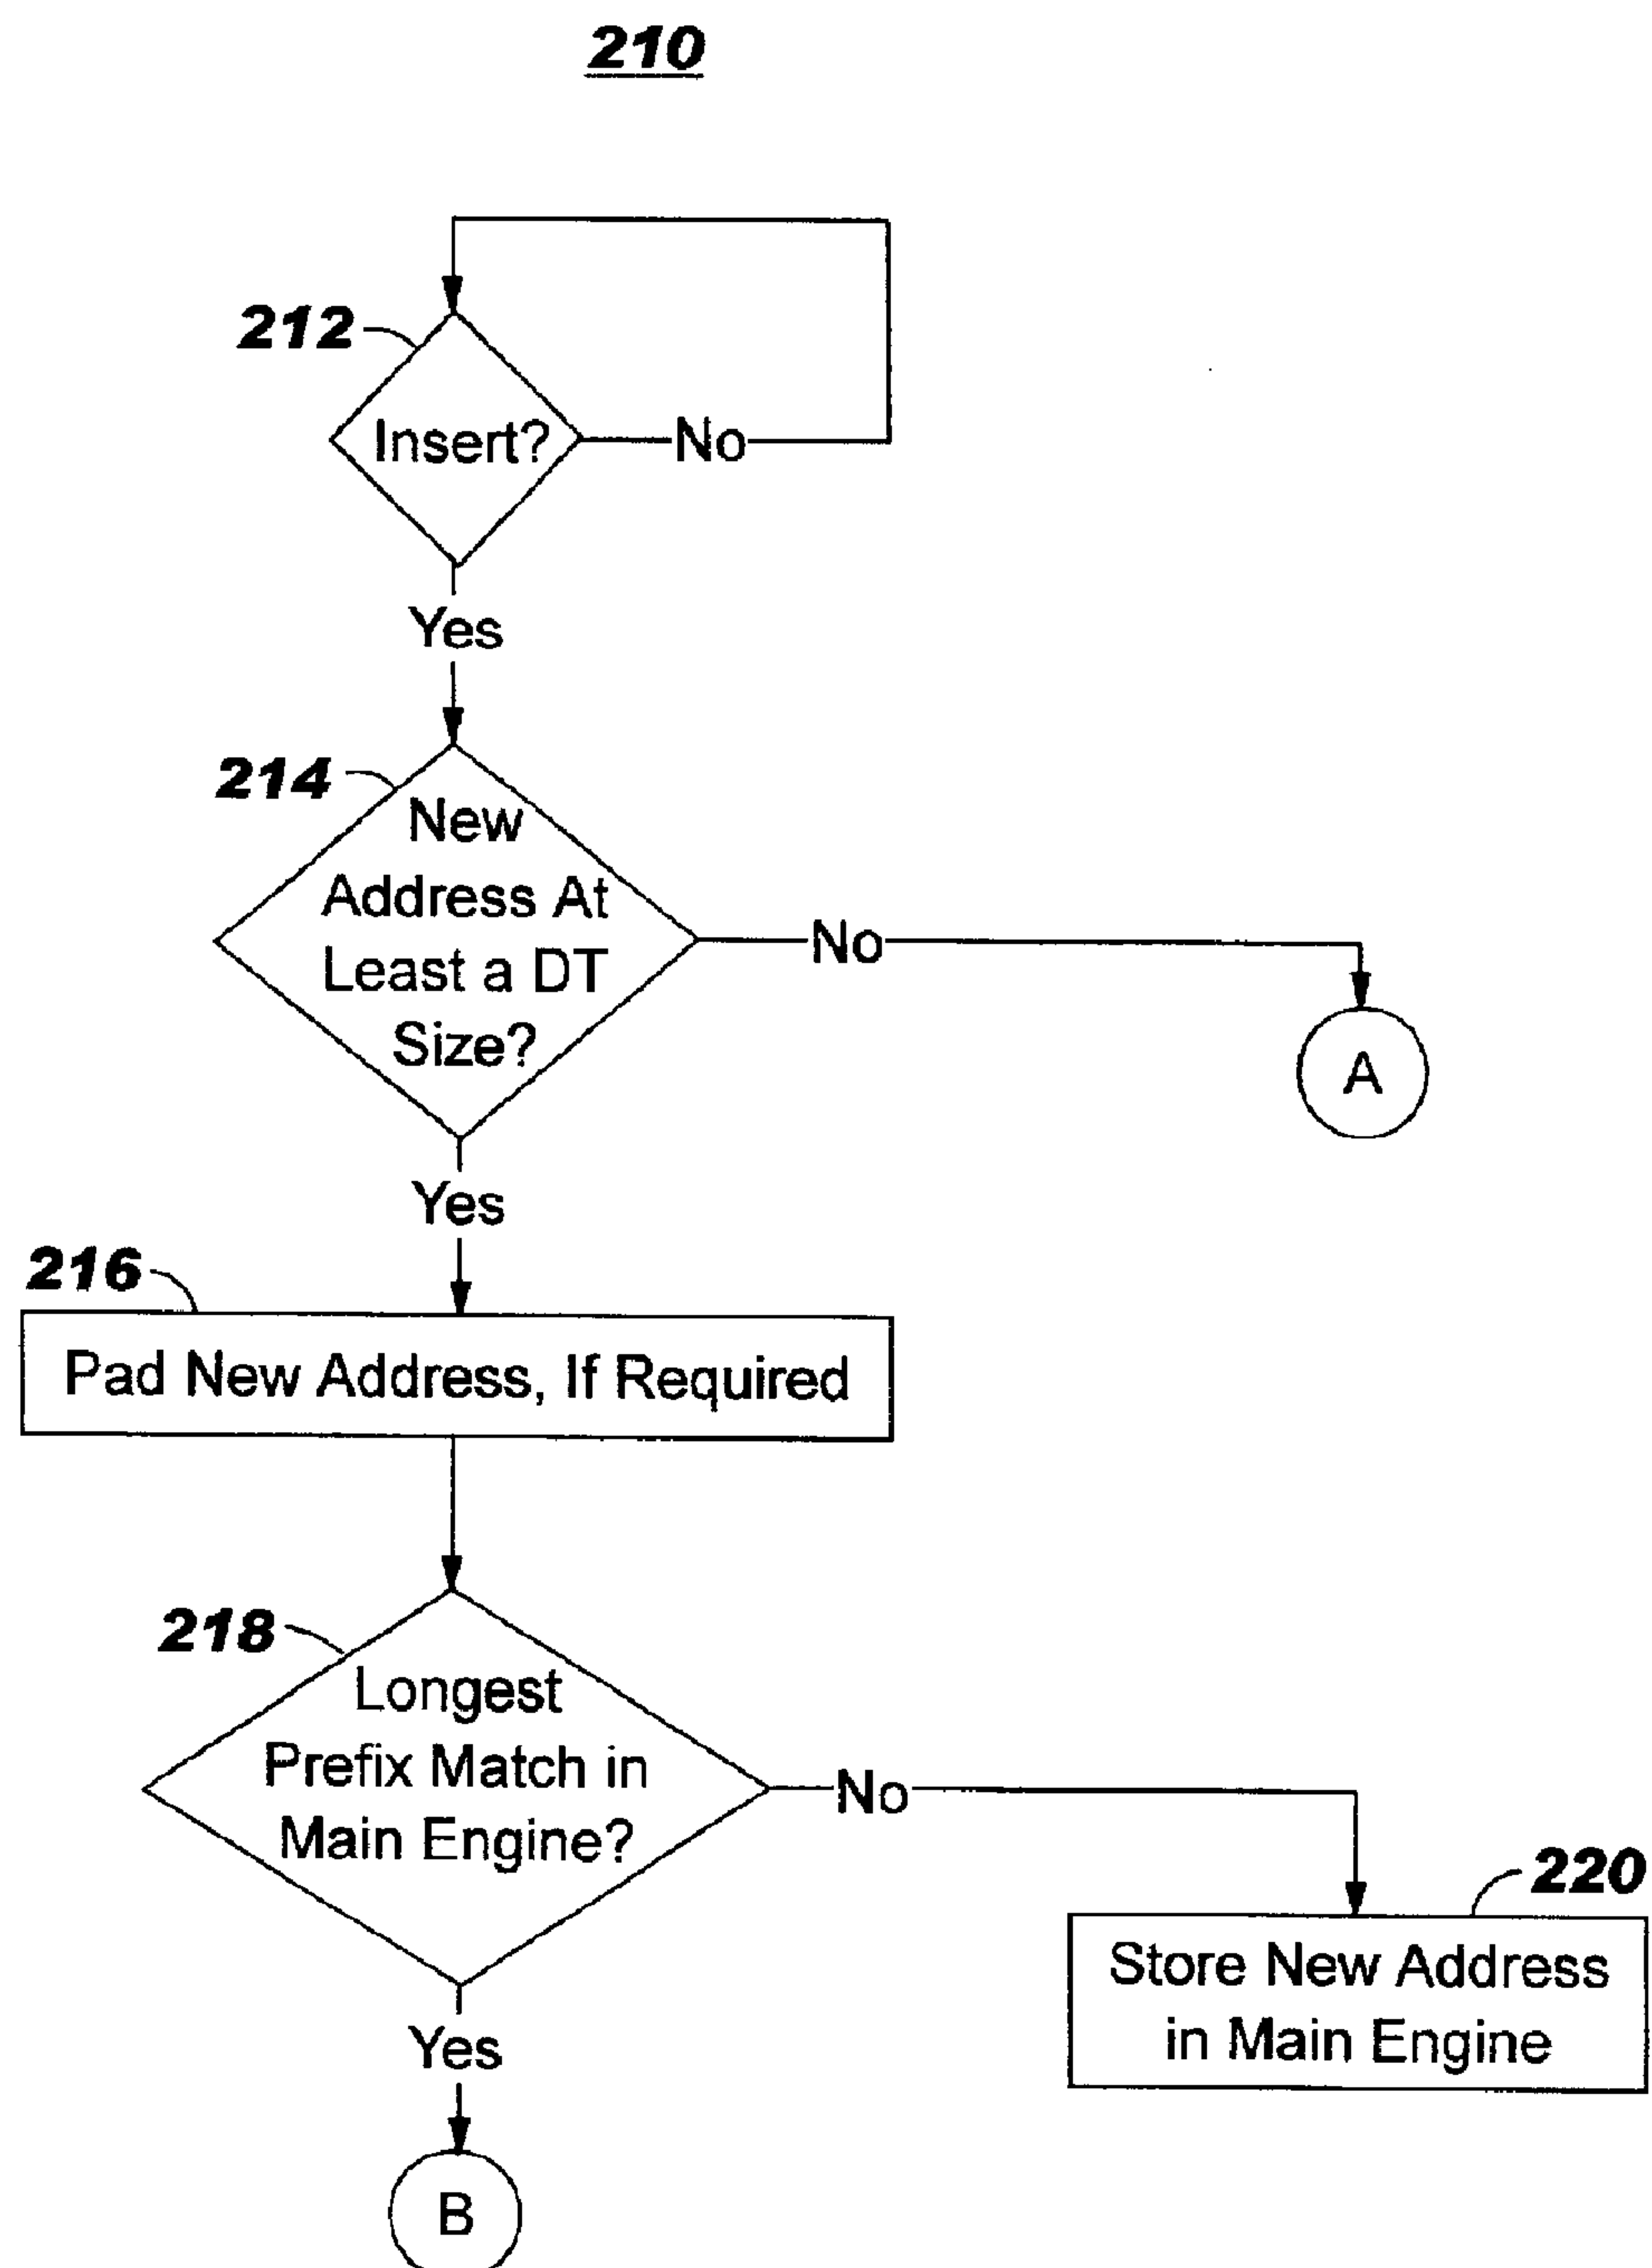 210
212
Insert?
No
Yes
214
New
Address At
Least a DT
Size?
No
A
Yes
216
Pad New Address, If Required
218
Longest
Prefix Match in
Main Engine?
No
220
Store New Address
in Main Engine
Yes
B